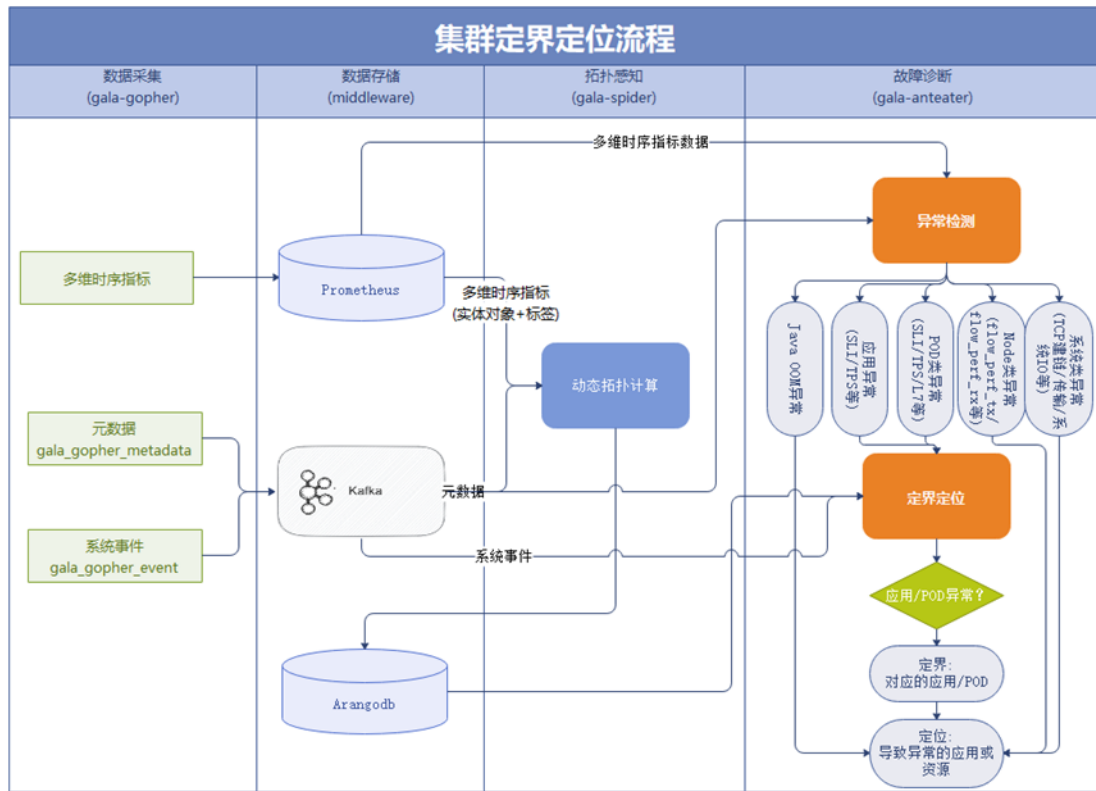 集群定界定位流程
数据采集
(gala-gopher)
数据存储
(middleware)
拓扑感知
(gala-spider)
故障诊断
(gala-anteater)
多维时序指标数据
异常检测
多维时序指标
Prometheus
多维时序指标
(实体对象+标签)
Java OOM异常
应用异常
(SLI/TPS等)
POD类异常
(SLI/TPS/L7等)
Node类异常
(flow_perf_tx/
flow_perf_rx等)
系统类异常
(TCP建链/传输/系
统IO等)
动态拓扑计算
元数据
gala_gopher_metadata
Kafka
元数据
定界定位
系统事件
gala_gopher_event
系统事件
应用/POD异常?
定界:
对应的应用/POD
Arangodb
定位:
导致异常的应用或
资源